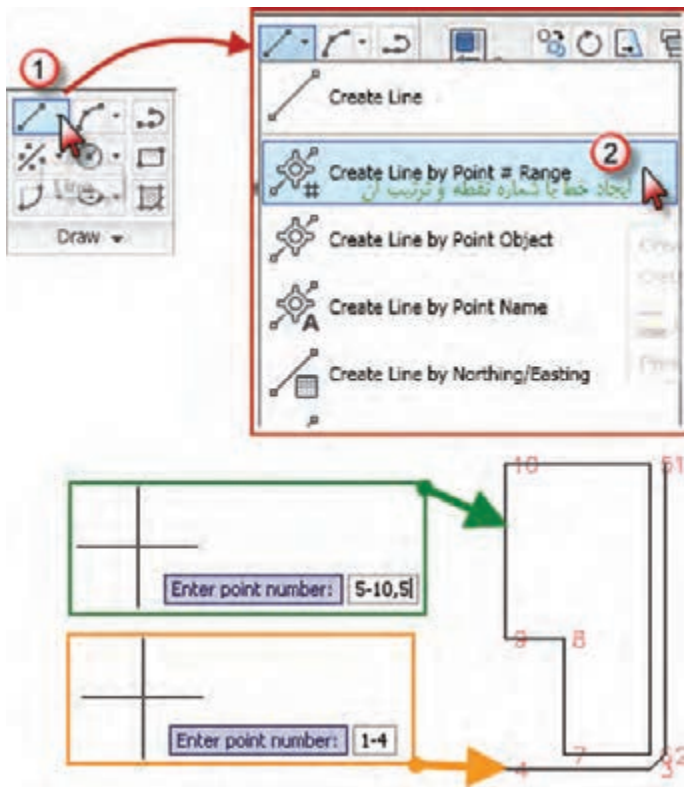 1
Draw
Create Line
2
Create Line by Point # Range
ایجاد خط با شماره نقطه و ترتیب آن
Create Line by Point Object
Create Line by Point Name
Create Line by Northing/Easting
10
5 1
Enter point number: 5-10,5
9
8
Enter point number: 1-4
7
6 2
4
3